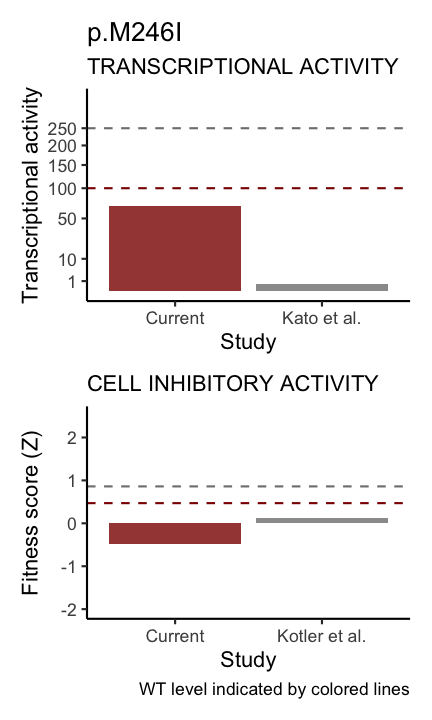 p.M246I
TRANSCRIPTIONAL ACTIVITY
Transcriptional activity
250
200
150
100
50
10
1
Current
Kato et al.
Study
CELL INHIBITORY ACTIVITY
Fitness score (Z)
2
1
0
-1
-2
Current
Kotler et al.
Study
WT level indicated by colored lines